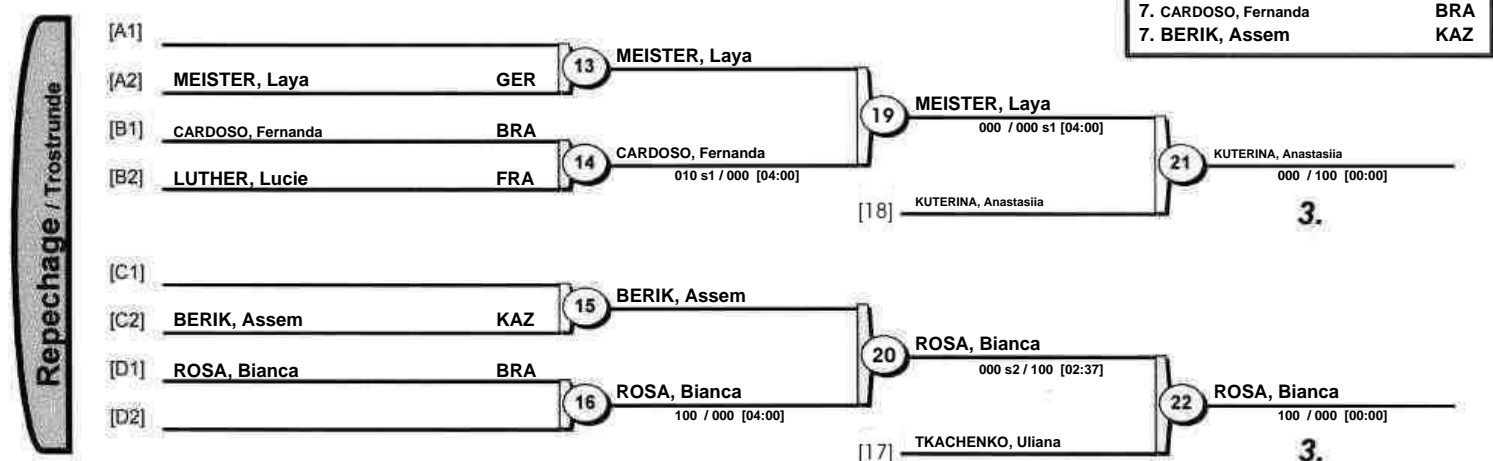 7. CARDOSO, Fernanda BRA
7. BERIK, Assem KAZ
Repechage / Trostrunde
[A1]
[A2] MEISTER, Laya GER
13 MEISTER, Laya
[B1] CARDOSO, Fernanda BRA
[B2] LUTHER, Lucie FRA
14 CARDOSO, Fernanda
010 s1 / 000 [04:00]
19 MEISTER, Laya
000 / 000 s1 [04:00]
[18] KUTERINA, Anastasiia
21 KUTERINA, Anastasiia
000 / 100 [00:00]
3.
[C1]
[C2] BERIK, Assem KAZ
15 BERIK, Assem
[D1] ROSA, Bianca BRA
[D2]
16 ROSA, Bianca
100 / 000 [04:00]
20 ROSA, Bianca
000 s2 / 100 [02:37]
[17] TKACHENKO, Uliana
22 ROSA, Bianca
100 / 000 [00:00]
3.